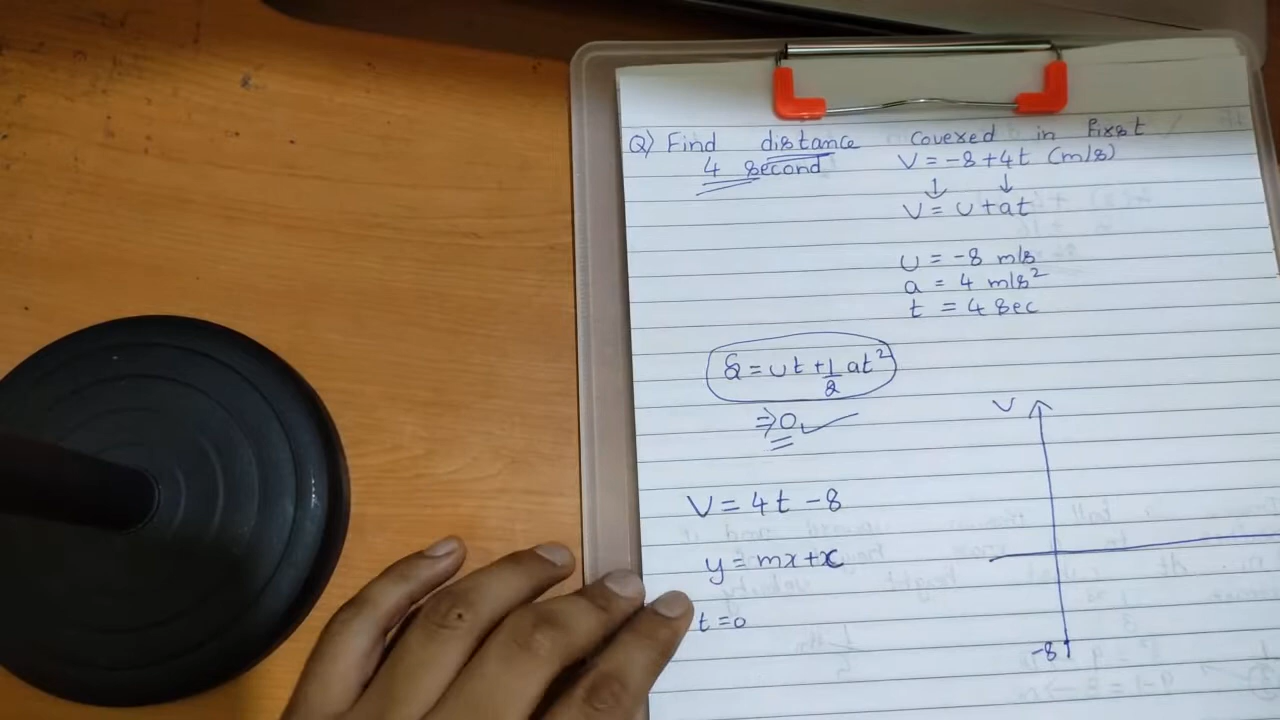 Q) Find distance covered in first
4 second V = -8 + 4t (m/s)
↓ ↓
V = u + at
u = -8 m/s
a = 4 m/s²
t = 4 sec
S = ut + 1/2 at²
⇒ 0 ✓
V
V = 4t - 8
y = mx + c
t = 0
-8